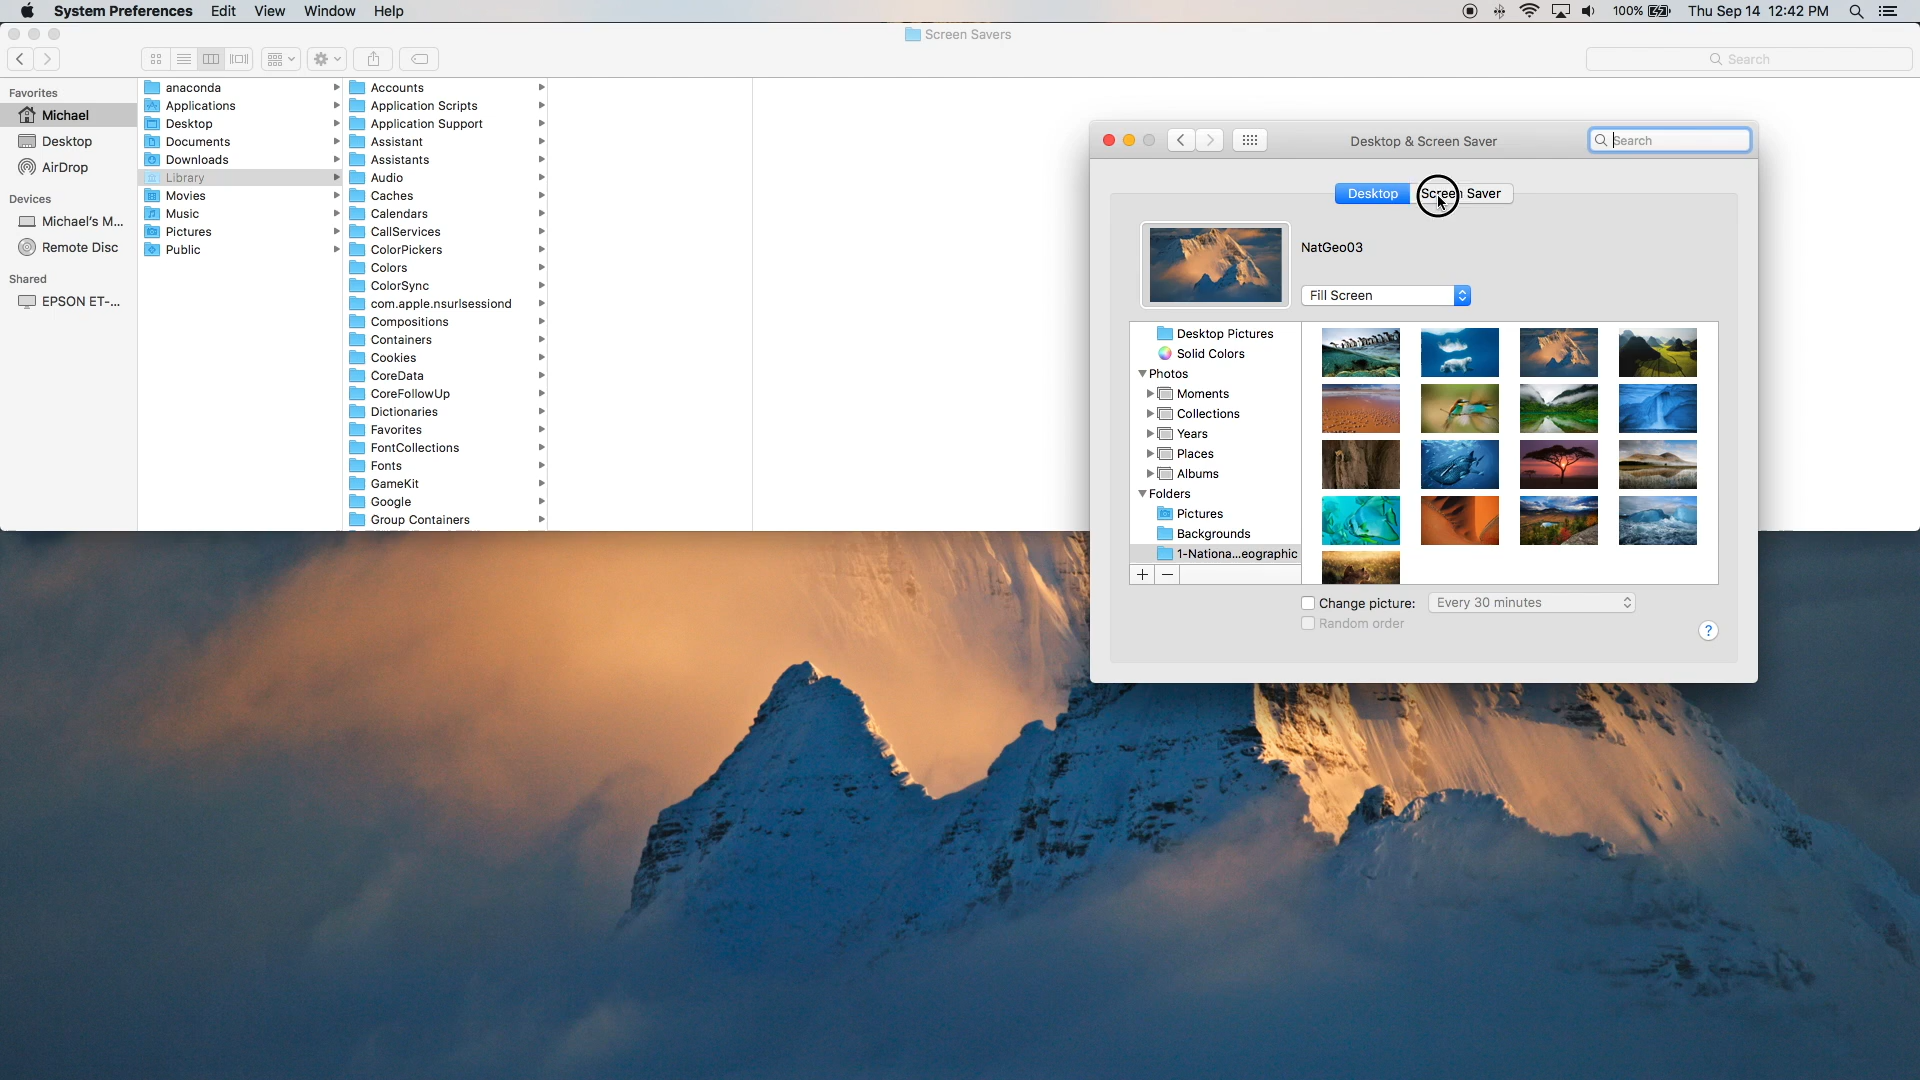 System Preferences Edit View Window Help
100% Thu Sep 14 12:42 PM
Screen Savers
Search
Favorites
Michael
Desktop
AirDrop
Devices
Michael's M...
Remote Disc
Shared
EPSON ET-...
anaconda
Applications
Desktop
Documents
Downloads
Library
Movies
Music
Pictures
Public
Accounts
Application Scripts
Application Support
Assistant
Assistants
Audio
Caches
Calendars
CallServices
ColorPickers
Colors
ColorSync
com.apple.nsurlsessiond
Compositions
Containers
Cookies
CoreData
CoreFollowUp
Dictionaries
Favorites
FontCollections
Fonts
GameKit
Google
Group Containers
Desktop & Screen Saver
Search
Desktop
Screen Saver
NatGeo03
Fill Screen
Desktop Pictures
Solid Colors
Photos
Moments
Collections
Years
Places
Albums
Folders
Pictures
Backgrounds
1-Nationa...eographic
+ −
Change picture: Every 30 minutes
Random order
?